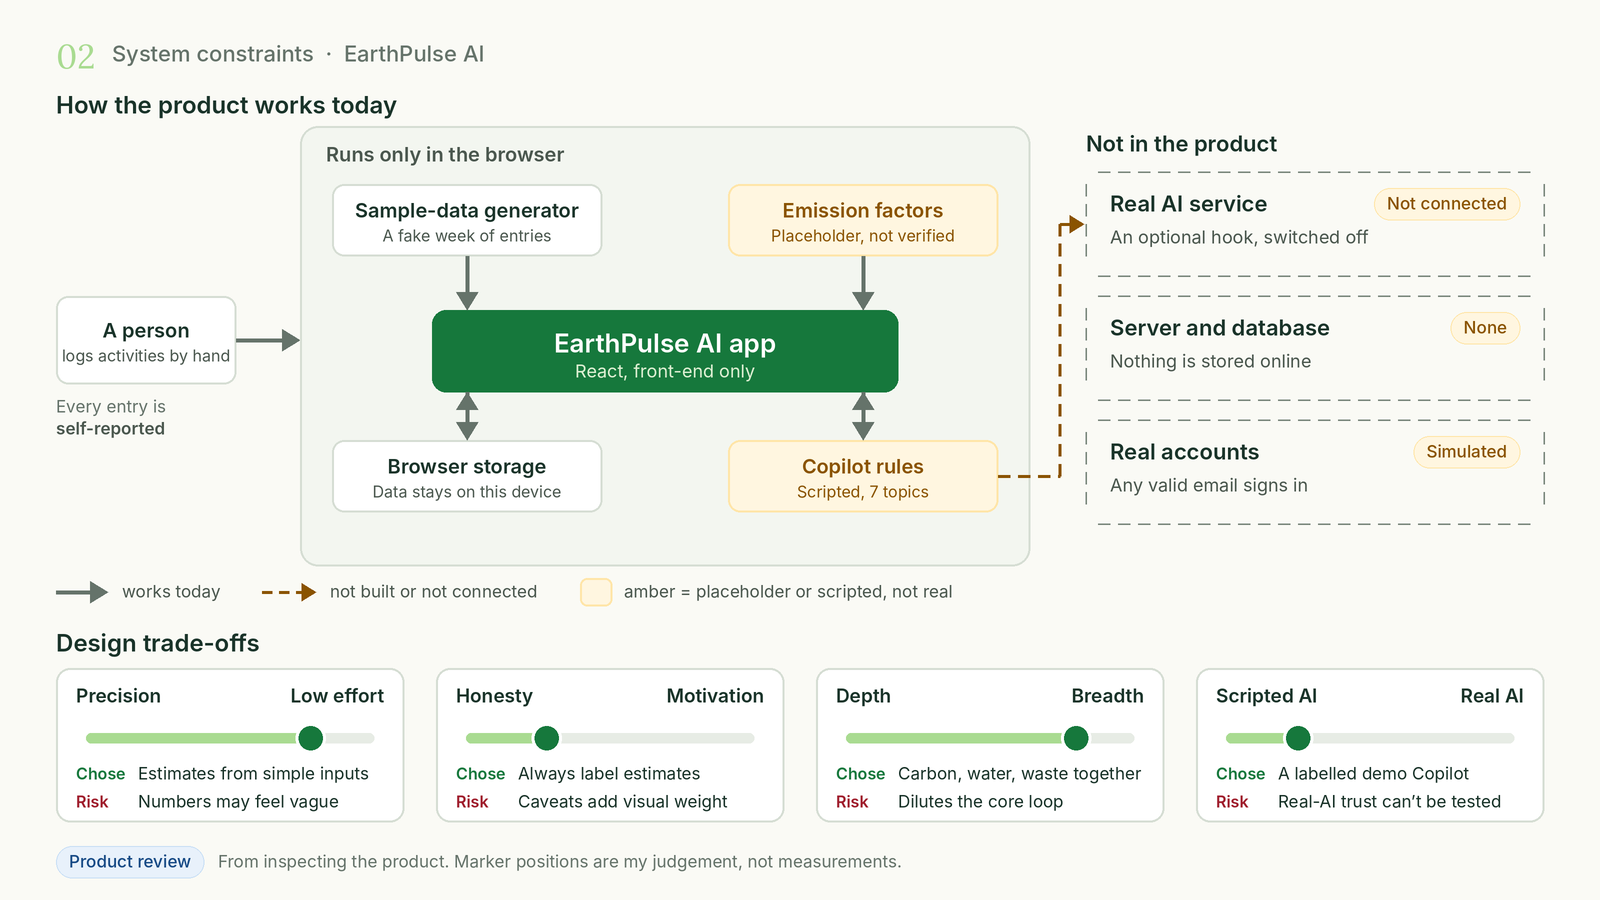 02 System constraints · EarthPulse AI
How the product works today
Runs only in the browser
Sample-data generator
A fake week of entries
Emission factors
Placeholder, not verified
A person
logs activities by hand
Every entry is
self-reported
EarthPulse AI app
React, front-end only
Browser storage
Data stays on this device
Copilot rules
Scripted, 7 topics
Not in the product
Real AI service
Not connected
An optional hook, switched off
Server and database
None
Nothing is stored online
Real accounts
Simulated
Any valid email signs in
works today
not built or not connected
amber = placeholder or scripted, not real
Design trade-offs
Precision Low effort
Chose Estimates from simple inputs
Risk Numbers may feel vague
Honesty Motivation
Chose Always label estimates
Risk Caveats add visual weight
Depth Breadth
Chose Carbon, water, waste together
Risk Dilutes the core loop
Scripted AI Real AI
Chose A labelled demo Copilot
Risk Real-AI trust can’t be tested
Product review From inspecting the product. Marker positions are my judgement, not measurements.